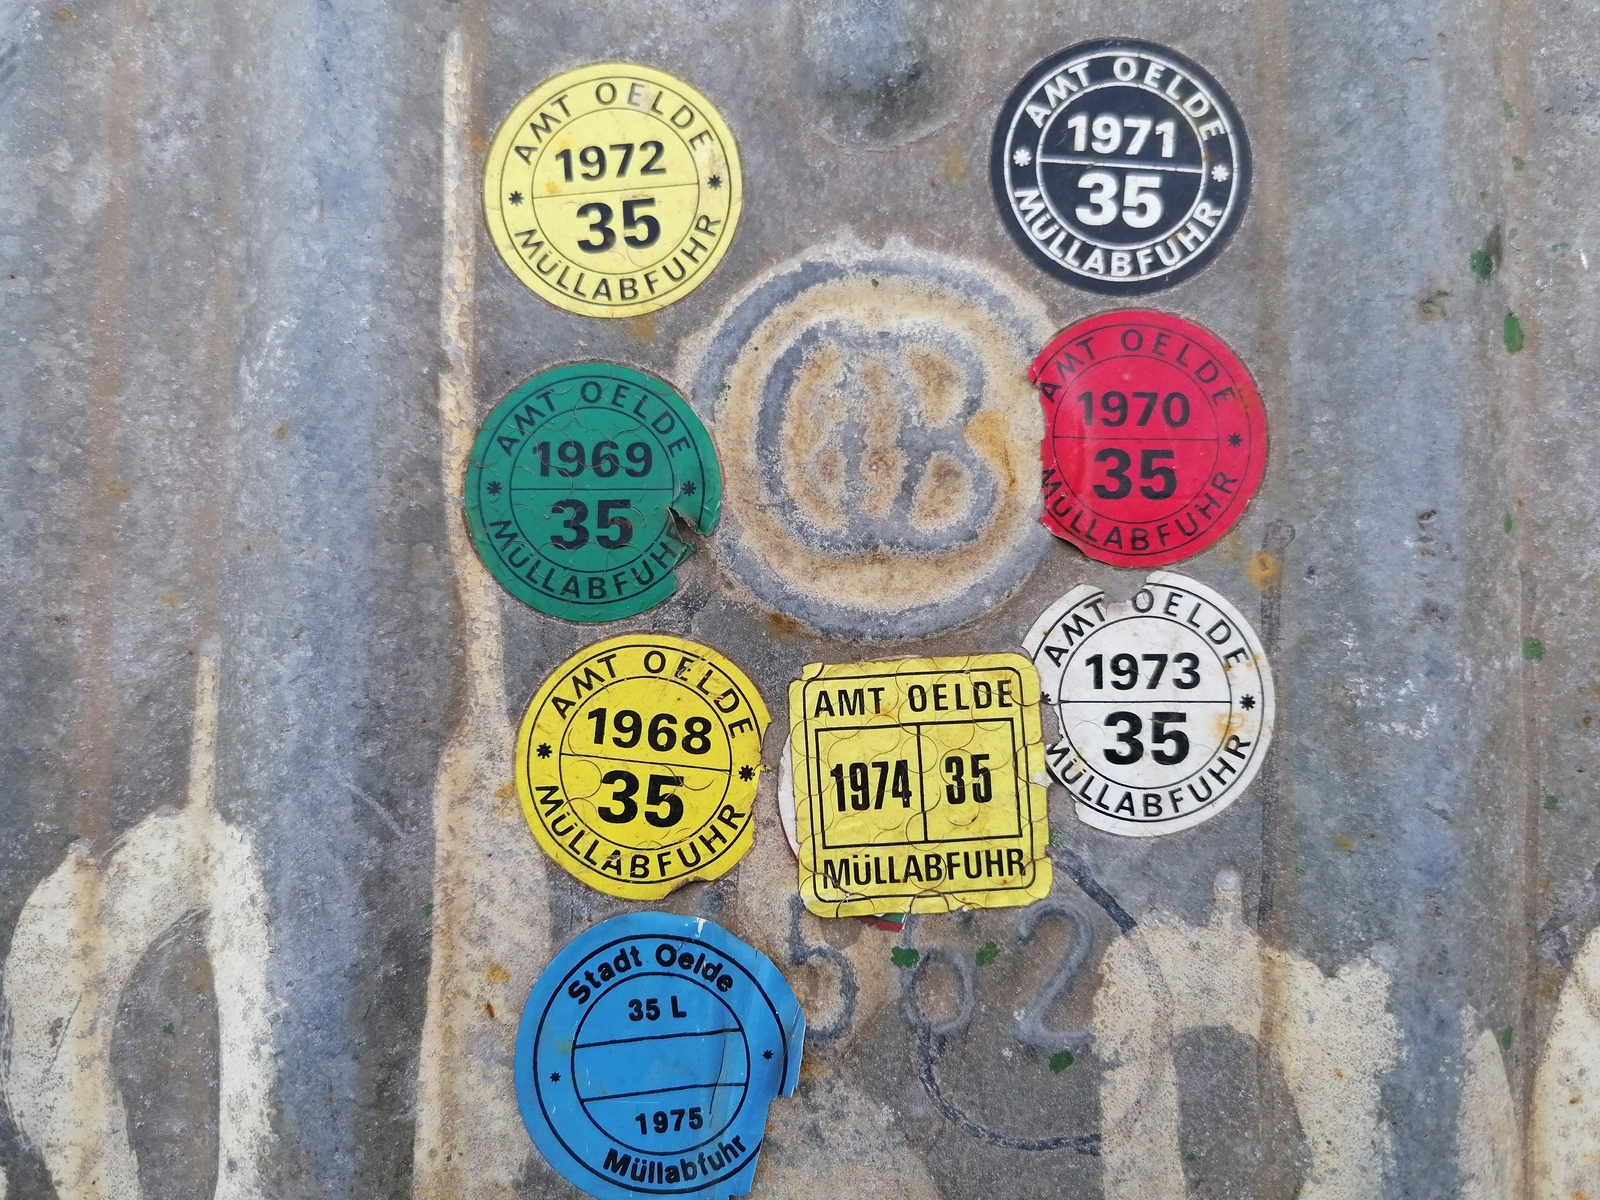 AMT OELDE
1972
35
MÜLLABFUHR
AMT OELDE
1971
35
MÜLLABFUHR
AMT OELDE
1969
35
MÜLLABFUHR
AMT OELDE
1970
35
MÜLLABFUHR
AMT OELDE
1968
35
MÜLLABFUHR
AMT OELDE
1974 35
MÜLLABFUHR
AMT OELDE
1973
35
MÜLLABFUHR
Stadt Oelde
35 L
1975
Müllabfuhr